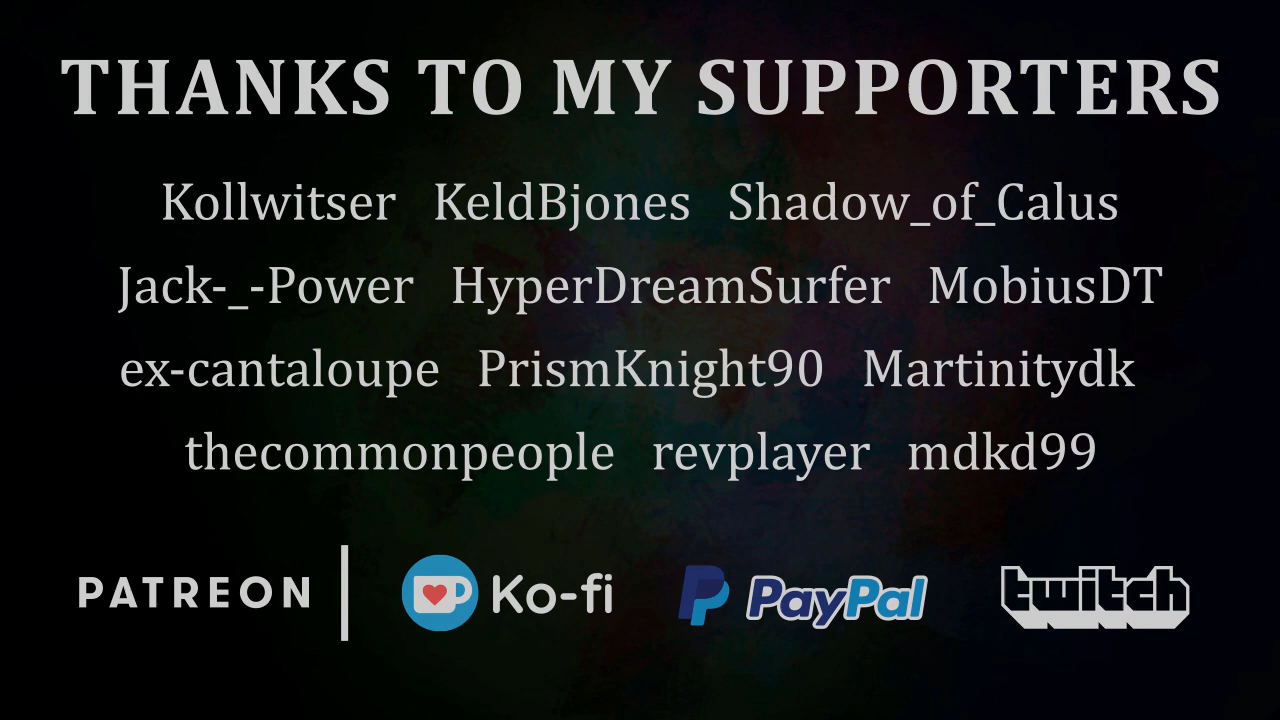 THANKS TO MY SUPPORTERS
Kollwitser KeldBjones Shadow_of_Calus
Jack-_-Power HyperDreamSurfer MobiusDT
ex-cantaloupe PrismKnight90 Martinitydk
thecommonpeople revplayer mdkd99
PATREON Ko-fi PayPal twitch